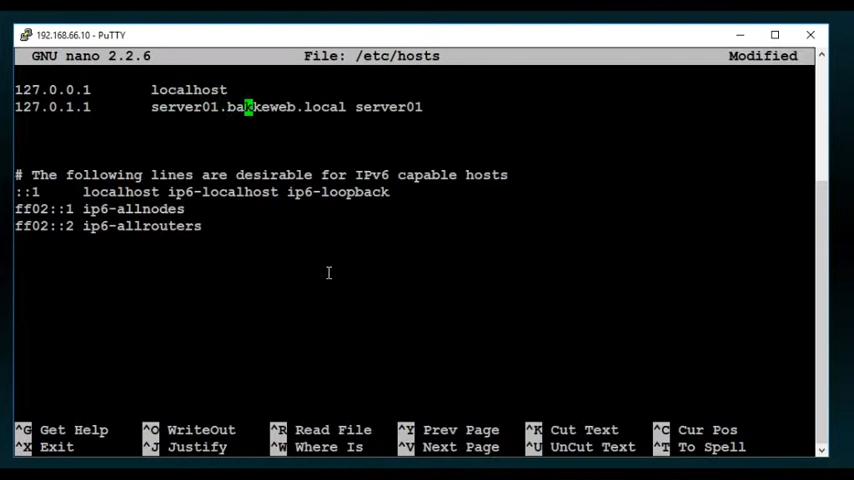 192.168.66.10 - PuTTY
GNU nano 2.2.6 File: /etc/hosts Modified
127.0.0.1 localhost
127.0.1.1 server01.bakkeweb.local server01
# The following lines are desirable for IPv6 capable hosts
::1 localhost ip6-localhost ip6-loopback
ff02::1 ip6-allnodes
ff02::2 ip6-allrouters
^G Get Help ^O WriteOut ^R Read File ^Y Prev Page ^K Cut Text ^C Cur Pos
^X Exit ^J Justify ^W Where Is ^V Next Page ^U UnCut Text ^T To Spell